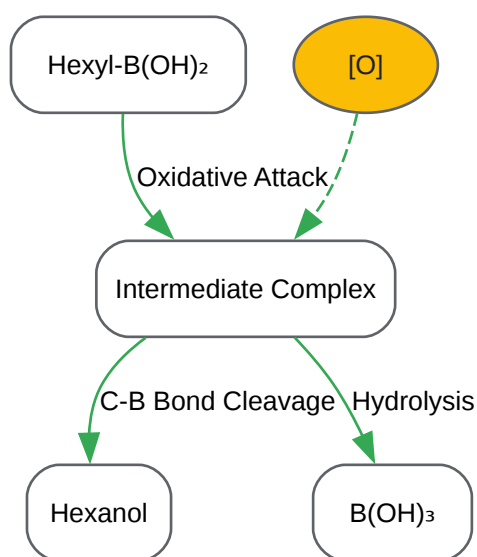 Hexyl-B(OH)₂
[O]
Oxidative Attack
Intermediate Complex
C-B Bond Cleavage
Hydrolysis
Hexanol
B(OH)₃